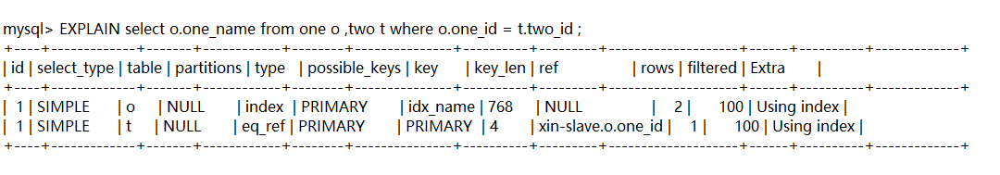 mysql> EXPLAIN select o.one_name from one o ,two t where o.one_id = t.two_id ;
+----+-------------+-------+------------+--------+---------------+----------+---------+--------------------+------+----------+-------------+
| id | select_type | table | partitions | type | possible_keys | key | key_len | ref | rows | filtered | Extra |
+----+-------------+-------+------------+--------+---------------+----------+---------+--------------------+------+----------+-------------+
| 1 | SIMPLE | o | NULL | index | PRIMARY | idx_name | 768 | NULL | 2 | 100 | Using index |
| 1 | SIMPLE | t | NULL | eq_ref | PRIMARY | PRIMARY | 4 | xin-slave.o.one_id | 1 | 100 | Using index |
+----+-------------+-------+------------+--------+---------------+----------+---------+--------------------+------+----------+-------------+